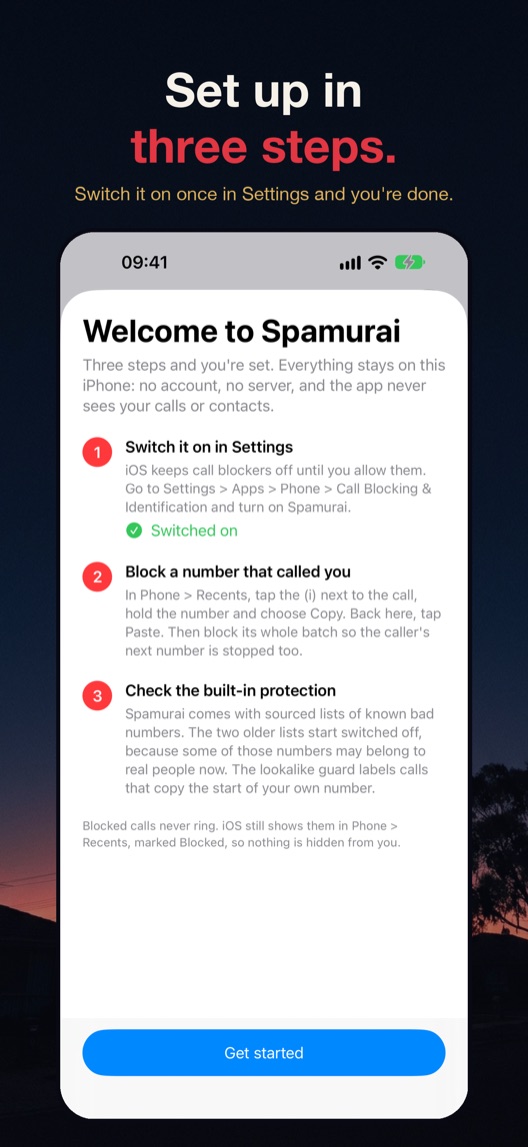 Set up in
three steps.
Switch it on once in Settings and you're done.
09:41
Welcome to Spamurai
Three steps and you're set. Everything stays on this
iPhone: no account, no server, and the app never
sees your calls or contacts.
1
Switch it on in Settings
iOS keeps call blockers off until you allow them.
Go to Settings > Apps > Phone > Call Blocking &
Identification and turn on Spamurai.
Switched on
2
Block a number that called you
In Phone > Recents, tap the (i) next to the call,
hold the number and choose Copy. Back here, tap
Paste. Then block its whole batch so the caller's
next number is stopped too.
3
Check the built-in protection
Spamurai comes with sourced lists of known bad
numbers. The two older lists start switched off,
because some of those numbers may belong to
real people now. The lookalike guard labels calls
that copy the start of your own number.
Blocked calls never ring. iOS still shows them in Phone >
Recents, marked Blocked, so nothing is hidden from you.
Get started